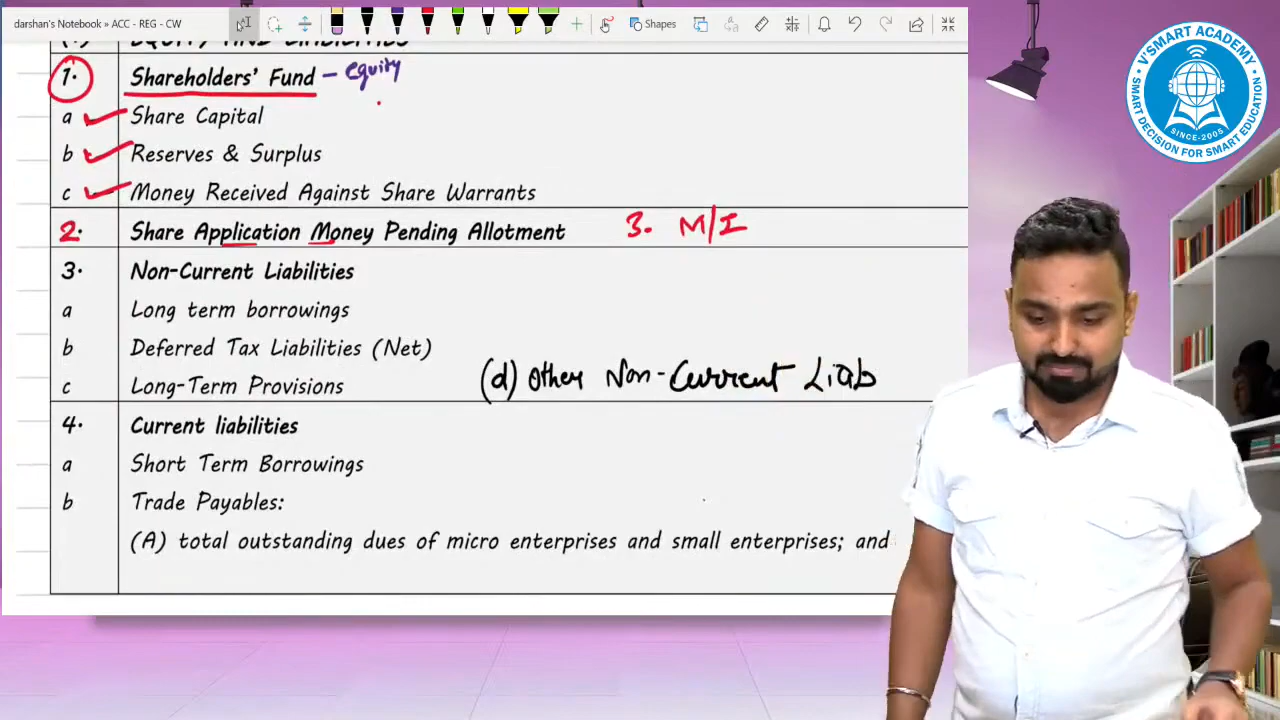 darshan's Notebook » ACC - REG - CW
Shapes
EQUITY AND LIABILITIES
1. Shareholders' Fund – equity
a Share Capital
b Reserves & Surplus
c Money Received Against Share Warrants
2. Share Application Money Pending Allotment 3. M/I
3. Non-Current Liabilities
a Long term borrowings
b Deferred Tax Liabilities (Net)
c Long-Term Provisions (d) Other Non-Current Liab
4. Current liabilities
a Short Term Borrowings
b Trade Payables:
(A) total outstanding dues of micro enterprises and small enterprises; and
V'SMART ACADEMY
SINCE-2005
SMART DECISION FOR SMART EDUCATION